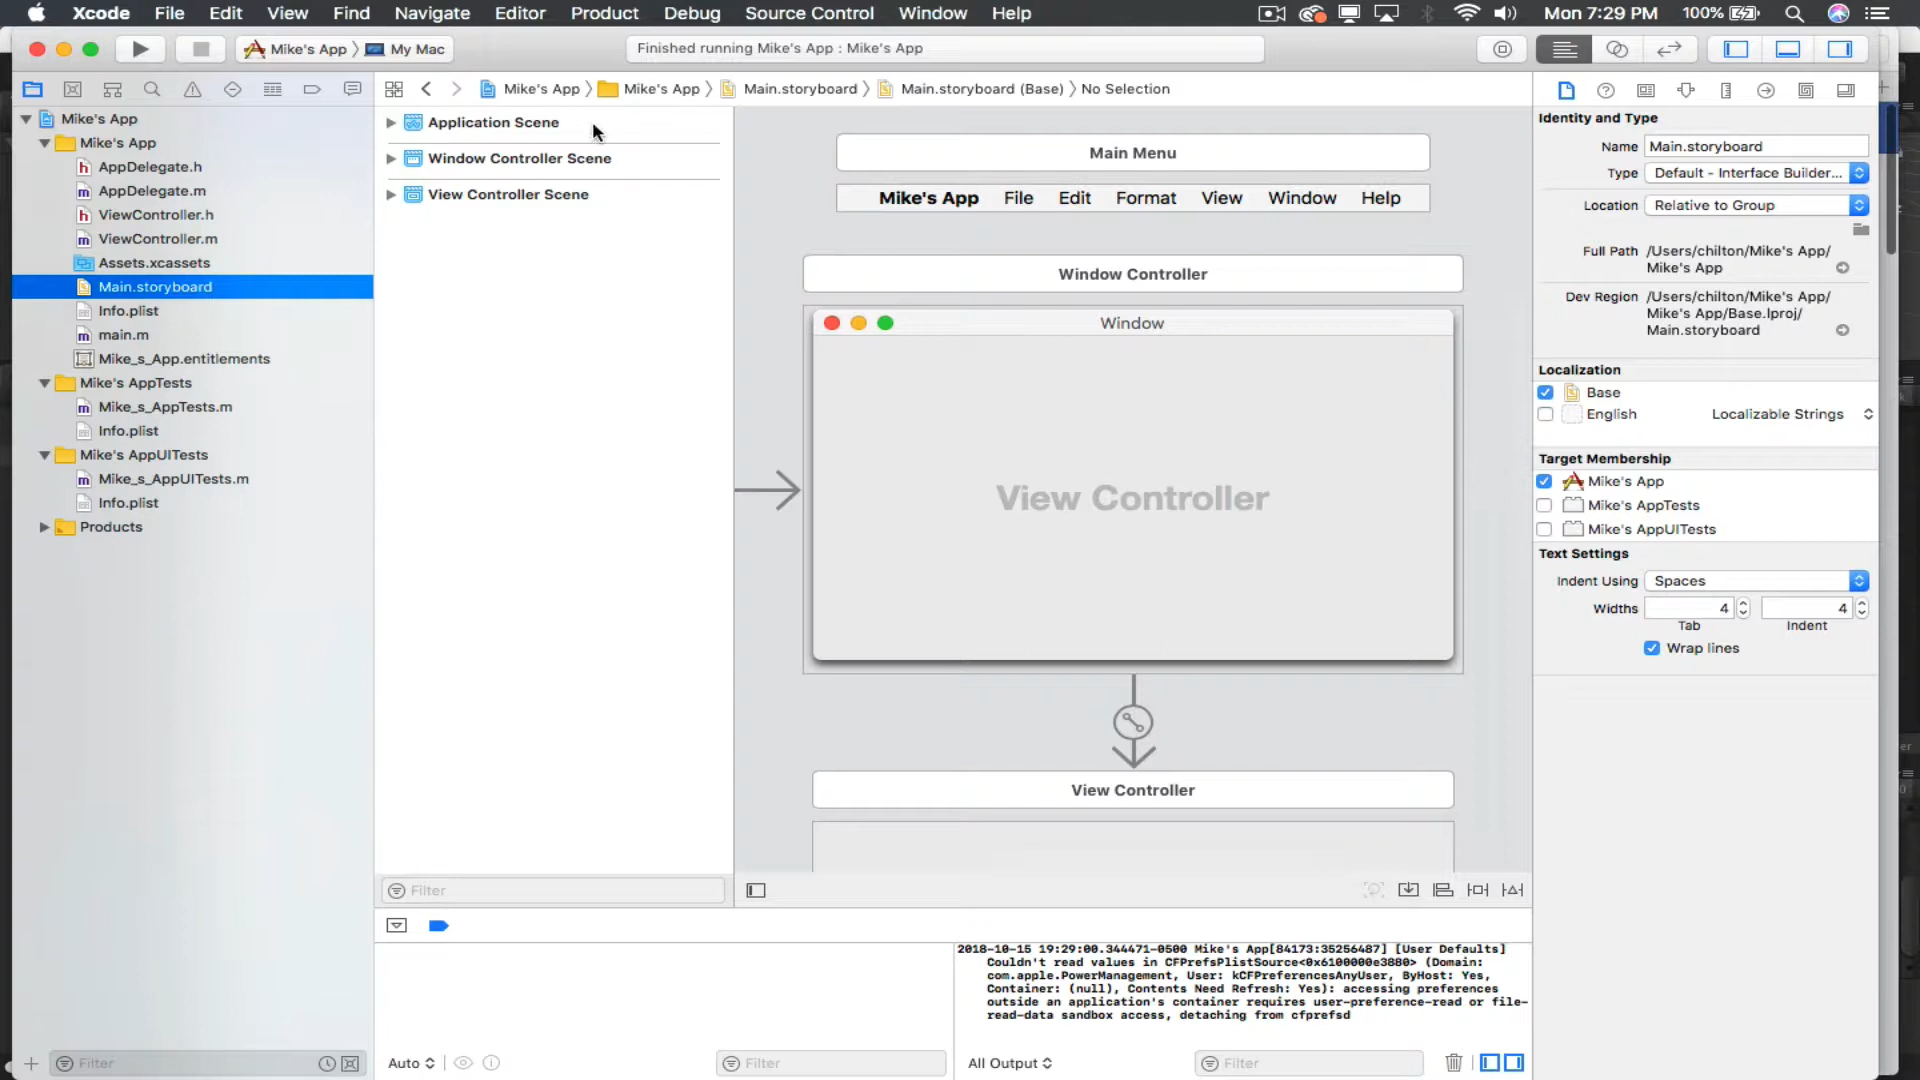 Xcode File Edit View Find Navigate Editor Product Debug Source Control Window Help
Mon 7:29 PM 100%
Mike's App My Mac
Finished running Mike's App : Mike's App
Mike's App Mike's App Main.storyboard Main.storyboard (Base) No Selection
Mike's App
Mike's App
AppDelegate.h
AppDelegate.m
ViewController.h
ViewController.m
Assets.xcassets
Main.storyboard
Info.plist
main.m
Mike_s_App.entitlements
Mike's AppTests
Mike_s_AppTests.m
Info.plist
Mike's AppUITests
Mike_s_AppUITests.m
Info.plist
Products
Filter
Application Scene
Window Controller Scene
View Controller Scene
Filter
Main Menu
Mike's App File Edit Format View Window Help
Window Controller
Window
View Controller
View Controller
2018-10-15 19:29:00.344471-0500 Mike's App[84173:35256487] [User Defaults]
Couldn't read values in CFPrefsPlistSource<0x6100000e3880> (Domain:
com.apple.PowerManagement, User: kCFPreferencesAnyUser, ByHost: Yes,
Container: (null), Contents Need Refresh: Yes): accessing preferences
outside an application's container requires user-preference-read or file-
read-data sandbox access, detaching from cfprefsd
Auto
Filter
All Output
Filter
Identity and Type
Name Main.storyboard
Type Default - Interface Builder...
Location Relative to Group
Full Path /Users/chilton/Mike's App/
Mike's App
Dev Region /Users/chilton/Mike's App/
Mike's App/Base.lproj/
Main.storyboard
Localization
Base
English Localizable Strings
Target Membership
Mike's App
Mike's AppTests
Mike's AppUITests
Text Settings
Indent Using Spaces
Widths 4 4
Tab Indent
Wrap lines